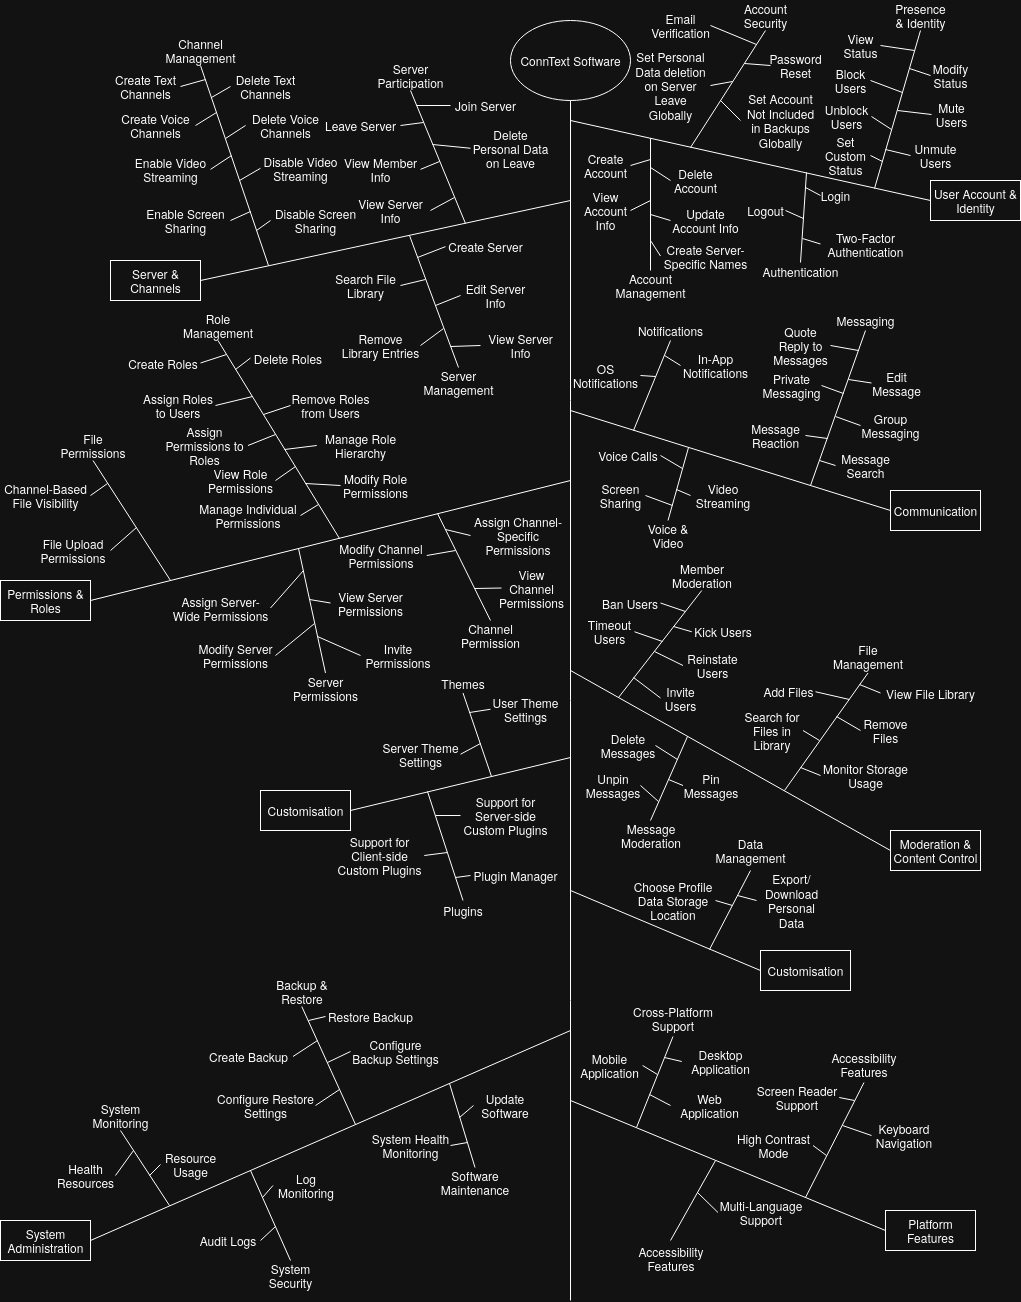 ConnText Software
Email
Verification
Account
Security
Set Personal
Data deletion
on Server
Leave
Globally
Password
Reset
Set Account
Not Included
in Backups
Globally
Presence
& Identity
View
Status
Modify
Status
Block
Users
Mute
Users
Unblock
Users
Set
Custom
Status
Unmute
Users
Create
Account
Delete
Account
View
Account
Info
Update
Account Info
Create Server-
Specific Names
Account
Management
Login
Logout
Two-Factor
Authentication
Authentication
User Account &
Identity
Channel
Management
Create Text
Channels
Delete Text
Channels
Create Voice
Channels
Delete Voice
Channels
Enable Video
Streaming
Disable Video
Streaming
Enable Screen
Sharing
Disable Screen
Sharing
Server
Participation
Join Server
Leave Server
Delete
Personal Data
on Leave
View Member
Info
View Server
Info
Server &
Channels
Create Server
Search File
Library
Edit Server
Info
Remove
Library Entries
View Server
Info
Server
Management
Notifications
In-App
Notifications
OS
Notifications
Messaging
Quote
Reply to
Messages
Edit
Message
Private
Messaging
Group
Messaging
Message
Reaction
Message
Search
Voice Calls
Screen
Sharing
Video
Streaming
Voice &
Video
Communication
Role
Management
Create Roles
Delete Roles
Assign Roles
to Users
Remove Roles
from Users
Assign
Permissions to
Roles
Manage Role
Hierarchy
View Role
Permissions
Modify Role
Permissions
Manage Individual
Permissions
File
Permissions
Channel-Based
File Visibility
File Upload
Permissions
Permissions &
Roles
Assign Server-
Wide Permissions
View Server
Permissions
Modify Server
Permissions
Invite
Permissions
Server
Permissions
Assign Channel-
Specific
Permissions
Modify Channel
Permissions
View
Channel
Permissions
Channel
Permission
Member
Moderation
Ban Users
Timeout
Users
Kick Users
Reinstate
Users
Invite
Users
File
Management
Add Files
View File Library
Search for
Files in
Library
Remove
Files
Monitor Storage
Usage
Delete
Messages
Unpin
Messages
Pin
Messages
Message
Moderation
Moderation &
Content Control
Themes
User Theme
Settings
Server Theme
Settings
Customisation
Support for
Server-side
Custom Plugins
Support for
Client-side
Custom Plugins
Plugin Manager
Plugins
Data
Management
Choose Profile
Data Storage
Location
Export/
Download
Personal
Data
Customisation
Backup &
Restore
Restore Backup
Create Backup
Configure
Backup Settings
Configure Restore
Settings
System
Monitoring
Health
Resources
Resource
Usage
System
Administration
Update
Software
System Health
Monitoring
Software
Maintenance
Log
Monitoring
Audit Logs
System
Security
Cross-Platform
Support
Mobile
Application
Desktop
Application
Web
Application
Accessibility
Features
Screen Reader
Support
Keyboard
Navigation
High Contrast
Mode
Multi-Language
Support
Accessibility
Features
Platform
Features